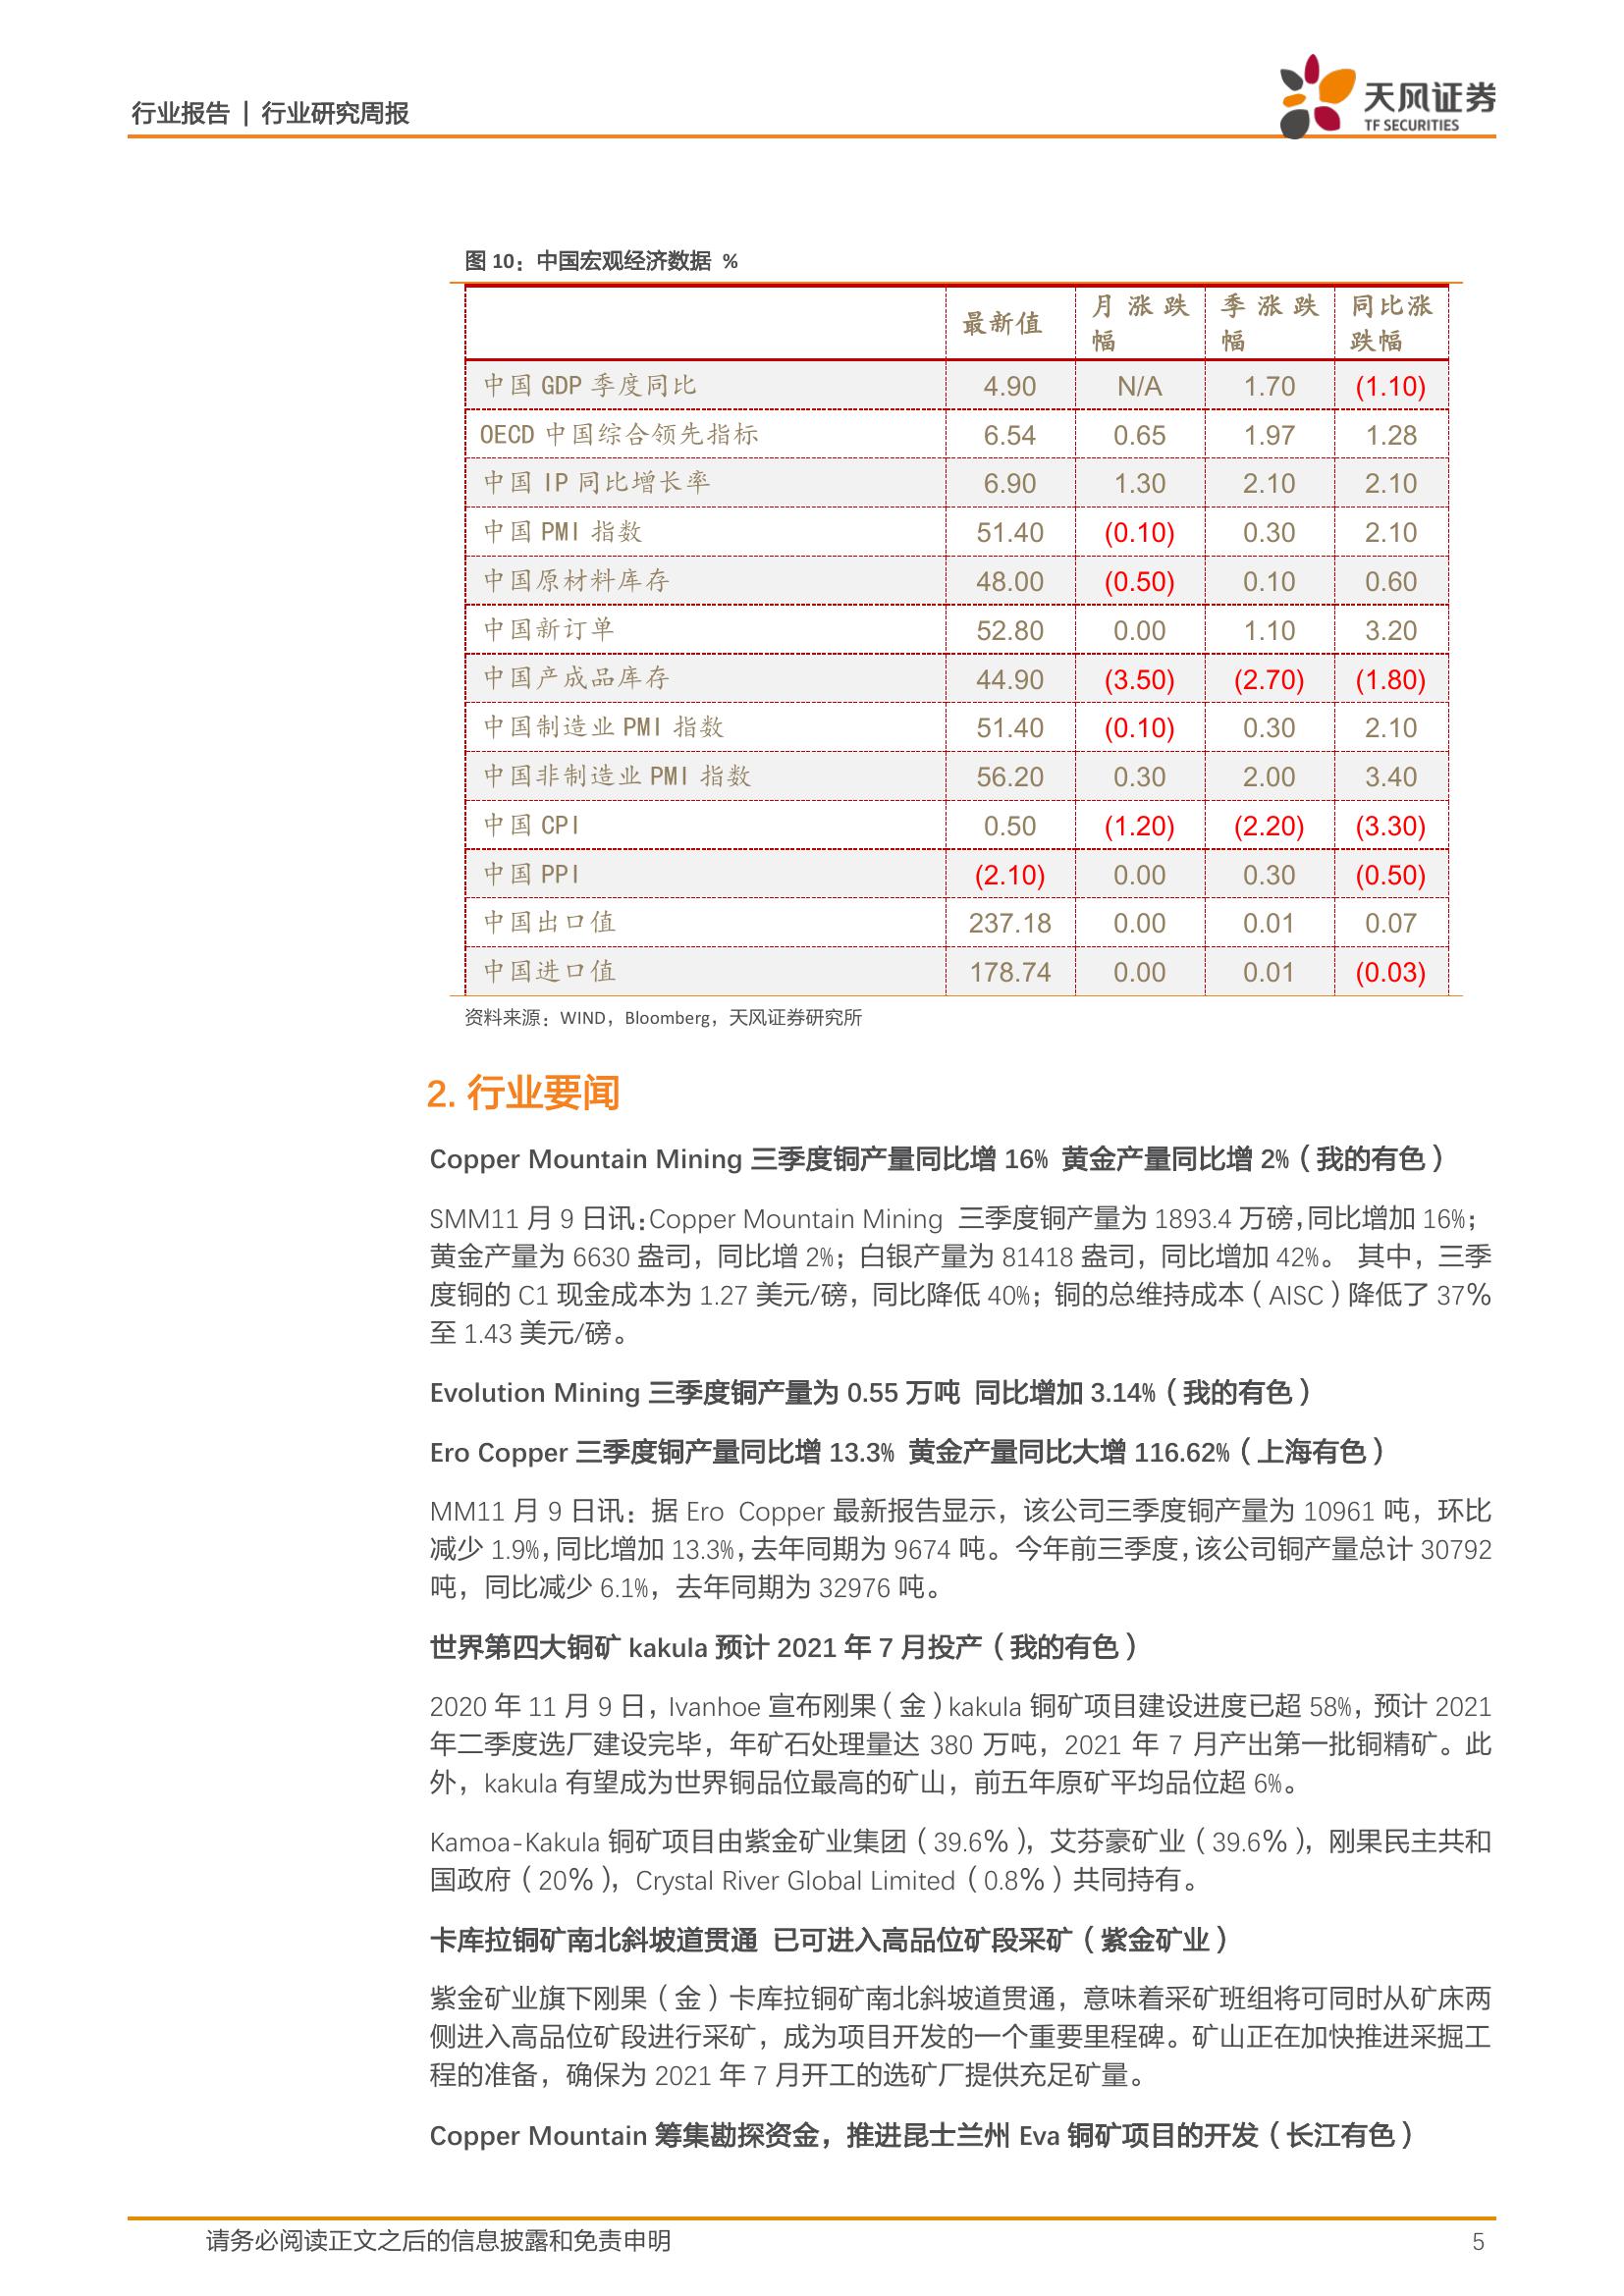 行业报告 | 行业研究周报
天风证券
TF SECURITIES
图 10：中国宏观经济数据 %
最新值 月涨跌幅 季涨跌幅 同比涨跌幅
中国 GDP 季度同比 4.90 N/A 1.70 (1.10)
OECD 中国综合领先指标 6.54 0.65 1.97 1.28
中国 IP 同比增长率 6.90 1.30 2.10 2.10
中国 PMI 指数 51.40 (0.10) 0.30 2.10
中国原材料库存 48.00 (0.50) 0.10 0.60
中国新订单 52.80 0.00 1.10 3.20
中国产成品库存 44.90 (3.50) (2.70) (1.80)
中国制造业 PMI 指数 51.40 (0.10) 0.30 2.10
中国非制造业 PMI 指数 56.20 0.30 2.00 3.40
中国 CPI 0.50 (1.20) (2.20) (3.30)
中国 PPI (2.10) 0.00 0.30 (0.50)
中国出口值 237.18 0.00 0.01 0.07
中国进口值 178.74 0.00 0.01 (0.03)
资料来源：WIND，Bloomberg，天风证券研究所
2. 行业要闻
Copper Mountain Mining 三季度铜产量同比增 16% 黄金产量同比增 2%（我的有色）
SMM11 月 9 日讯：Copper Mountain Mining 三季度铜产量为 1893.4 万磅，同比增加 16%；
黄金产量为 6630 盎司，同比增 2%；白银产量为 81418 盎司，同比增加 42%。 其中，三季
度铜的 C1 现金成本为 1.27 美元/磅，同比降低 40%；铜的总维持成本（AISC）降低了 37%
至 1.43 美元/磅。
Evolution Mining 三季度铜产量为 0.55 万吨 同比增加 3.14%（我的有色）
Ero Copper 三季度铜产量同比增 13.3% 黄金产量同比大增 116.62%（上海有色）
MM11 月 9 日讯：据 Ero Copper 最新报告显示，该公司三季度铜产量为 10961 吨，环比
减少 1.9%，同比增加 13.3%，去年同期为 9674 吨。今年前三季度，该公司铜产量总计 30792
吨，同比减少 6.1%，去年同期为 32976 吨。
世界第四大铜矿 kakula 预计 2021 年 7 月投产（我的有色）
2020 年 11 月 9 日，Ivanhoe 宣布刚果（金）kakula 铜矿项目建设进度已超 58%，预计 2021
年二季度选厂建设完毕，年矿石处理量达 380 万吨，2021 年 7 月产出第一批铜精矿。此
外，kakula 有望成为世界铜品位最高的矿山，前五年原矿平均品位超 6%。
Kamoa-Kakula 铜矿项目由紫金矿业集团（39.6%），艾芬豪矿业（39.6%），刚果民主共和
国政府（20%），Crystal River Global Limited（0.8%）共同持有。
卡库拉铜矿南北斜坡道贯通 已可进入高品位矿段采矿（紫金矿业）
紫金矿业旗下刚果（金）卡库拉铜矿南北斜坡道贯通，意味着采矿班组将可同时从矿床两
侧进入高品位矿段进行采矿，成为项目开发的一个重要里程碑。矿山正在加快推进采掘工
程的准备，确保为 2021 年 7 月开工的选矿厂提供充足矿量。
Copper Mountain 筹集勘探资金，推进昆士兰州 Eva 铜矿项目的开发（长江有色）
请务必阅读正文之后的信息披露和免责申明 5